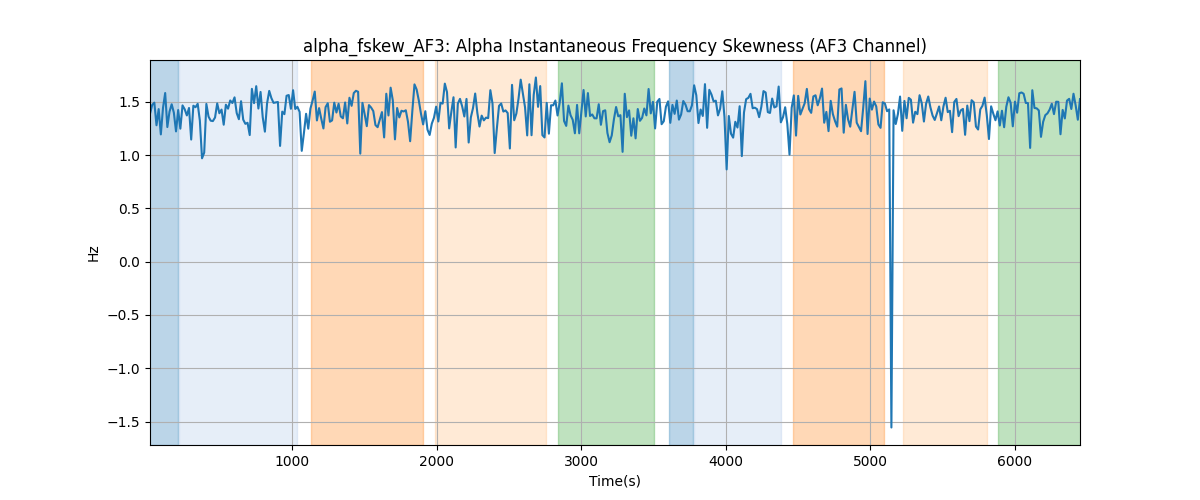 alpha_fskew_AF3: Alpha Instantaneous Frequency Skewness (AF3 Channel)
1.5
1.0
0.5
0.0
−0.5
−1.0
−1.5
Hz
1000 2000 3000 4000 5000 6000
Time(s)